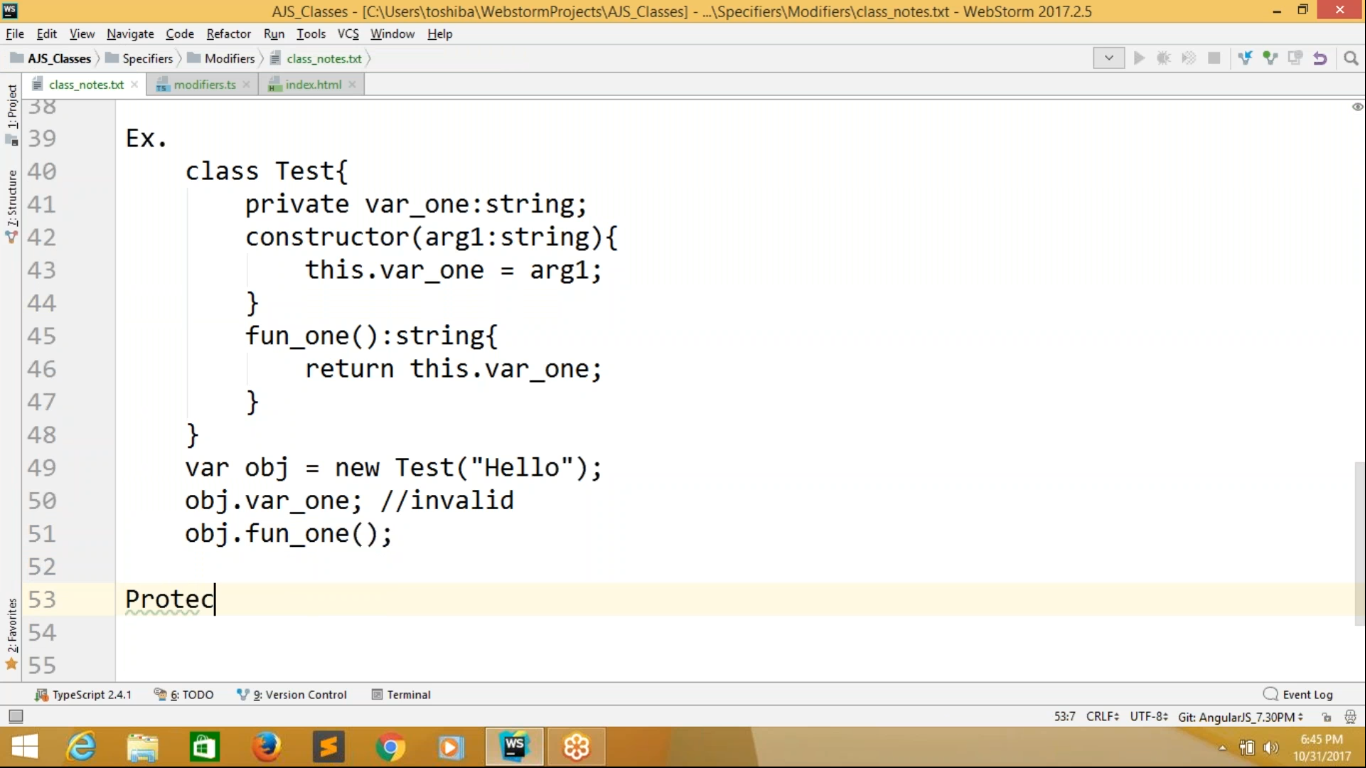 WS AJS_Classes - [C:\Users\toshiba\WebstormProjects\AJS_Classes] - ...\Specifiers\Modifiers\class_notes.txt - WebStorm 2017.2.5
File Edit View Navigate Code Refactor Run Tools VCS Window Help
AJS_Classes Specifiers Modifiers class_notes.txt
class_notes.txt modifiers.ts index.html
1: Project
7: Structure
2: Favorites
38
39 Ex.
40 class Test{
41 private var_one:string;
42 constructor(arg1:string){
43 this.var_one = arg1;
44 }
45 fun_one():string{
46 return this.var_one;
47 }
48 }
49 var obj = new Test("Hello");
50 obj.var_one; //invalid
51 obj.fun_one();
52
53 Protec
54
55
TypeScript 2.4.1 6: TODO 9: Version Control Terminal Event Log
53:7 CRLF UTF-8 Git: AngularJS_7.30PM
WS 6:45 PM
10/31/2017